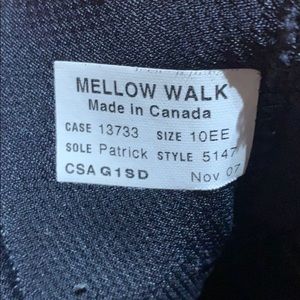 MELLOW WALK
Made in Canada
CASE 13733 SIZE 10EE
SOLE Patrick STYLE 5147
CSA G1SD Nov 07